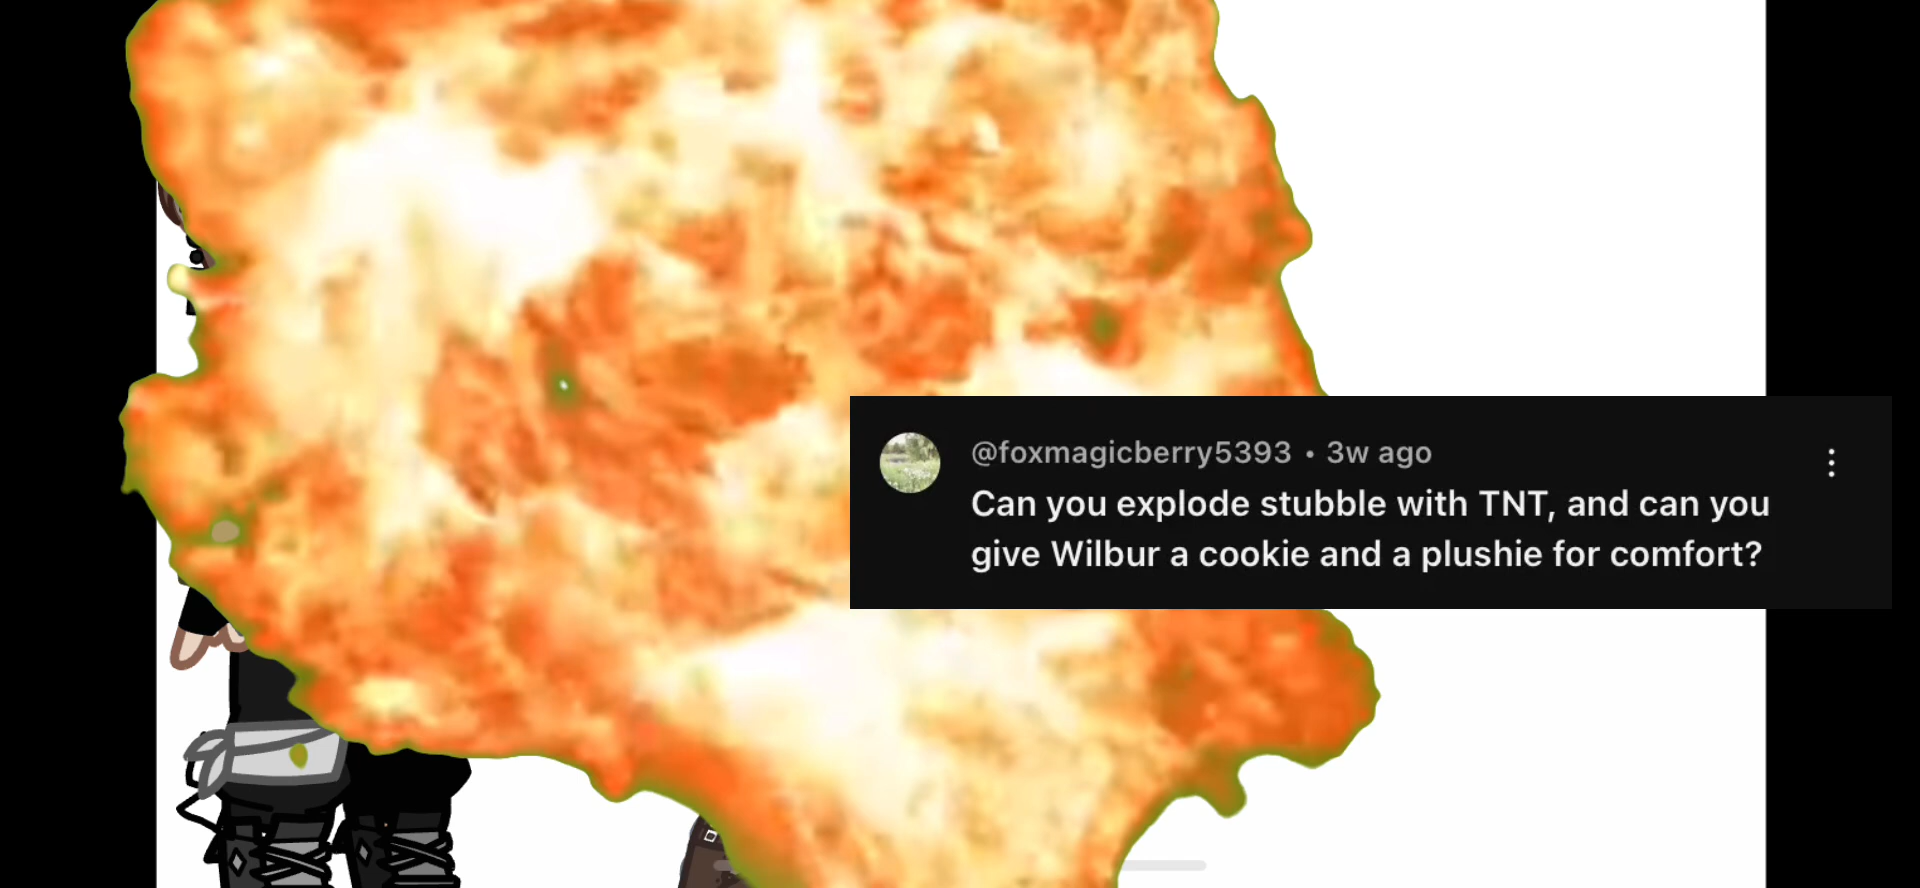 @foxmagicberry5393 • 3w ago
Can you explode stubble with TNT, and can you
give Wilbur a cookie and a plushie for comfort?